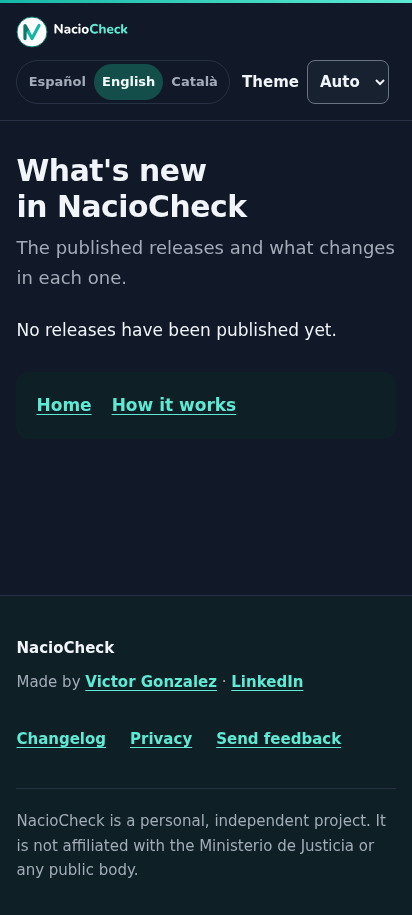 NacioCheck
Español English Català Theme Auto
What's new
in NacioCheck
The published releases and what changes
in each one.
No releases have been published yet.
Home How it works
NacioCheck
Made by Victor Gonzalez · LinkedIn
Changelog Privacy Send feedback
NacioCheck is a personal, independent project. It
is not affiliated with the Ministerio de Justicia or
any public body.